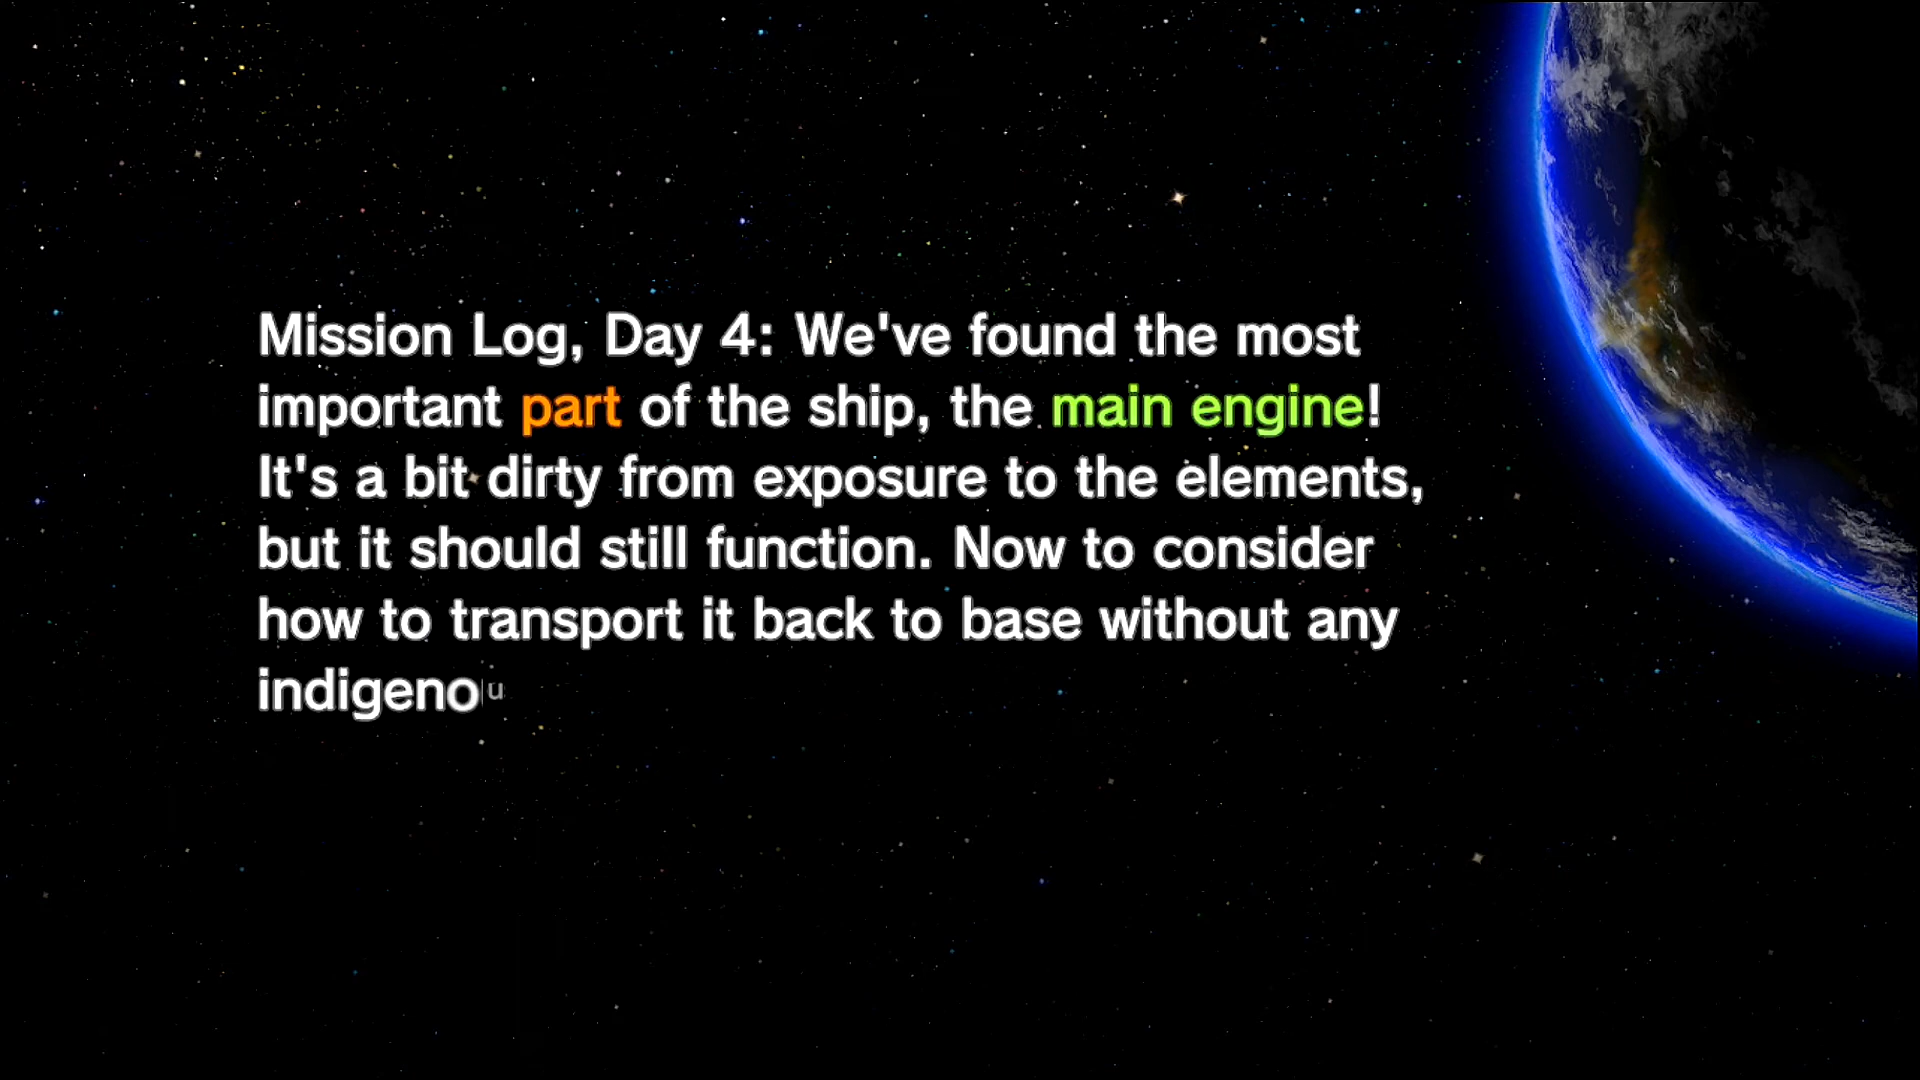 Mission Log, Day 4: We've found the most
important part of the ship, the main engine!
It's a bit dirty from exposure to the elements,
but it should still function. Now to consider
how to transport it back to base without any
indigenou